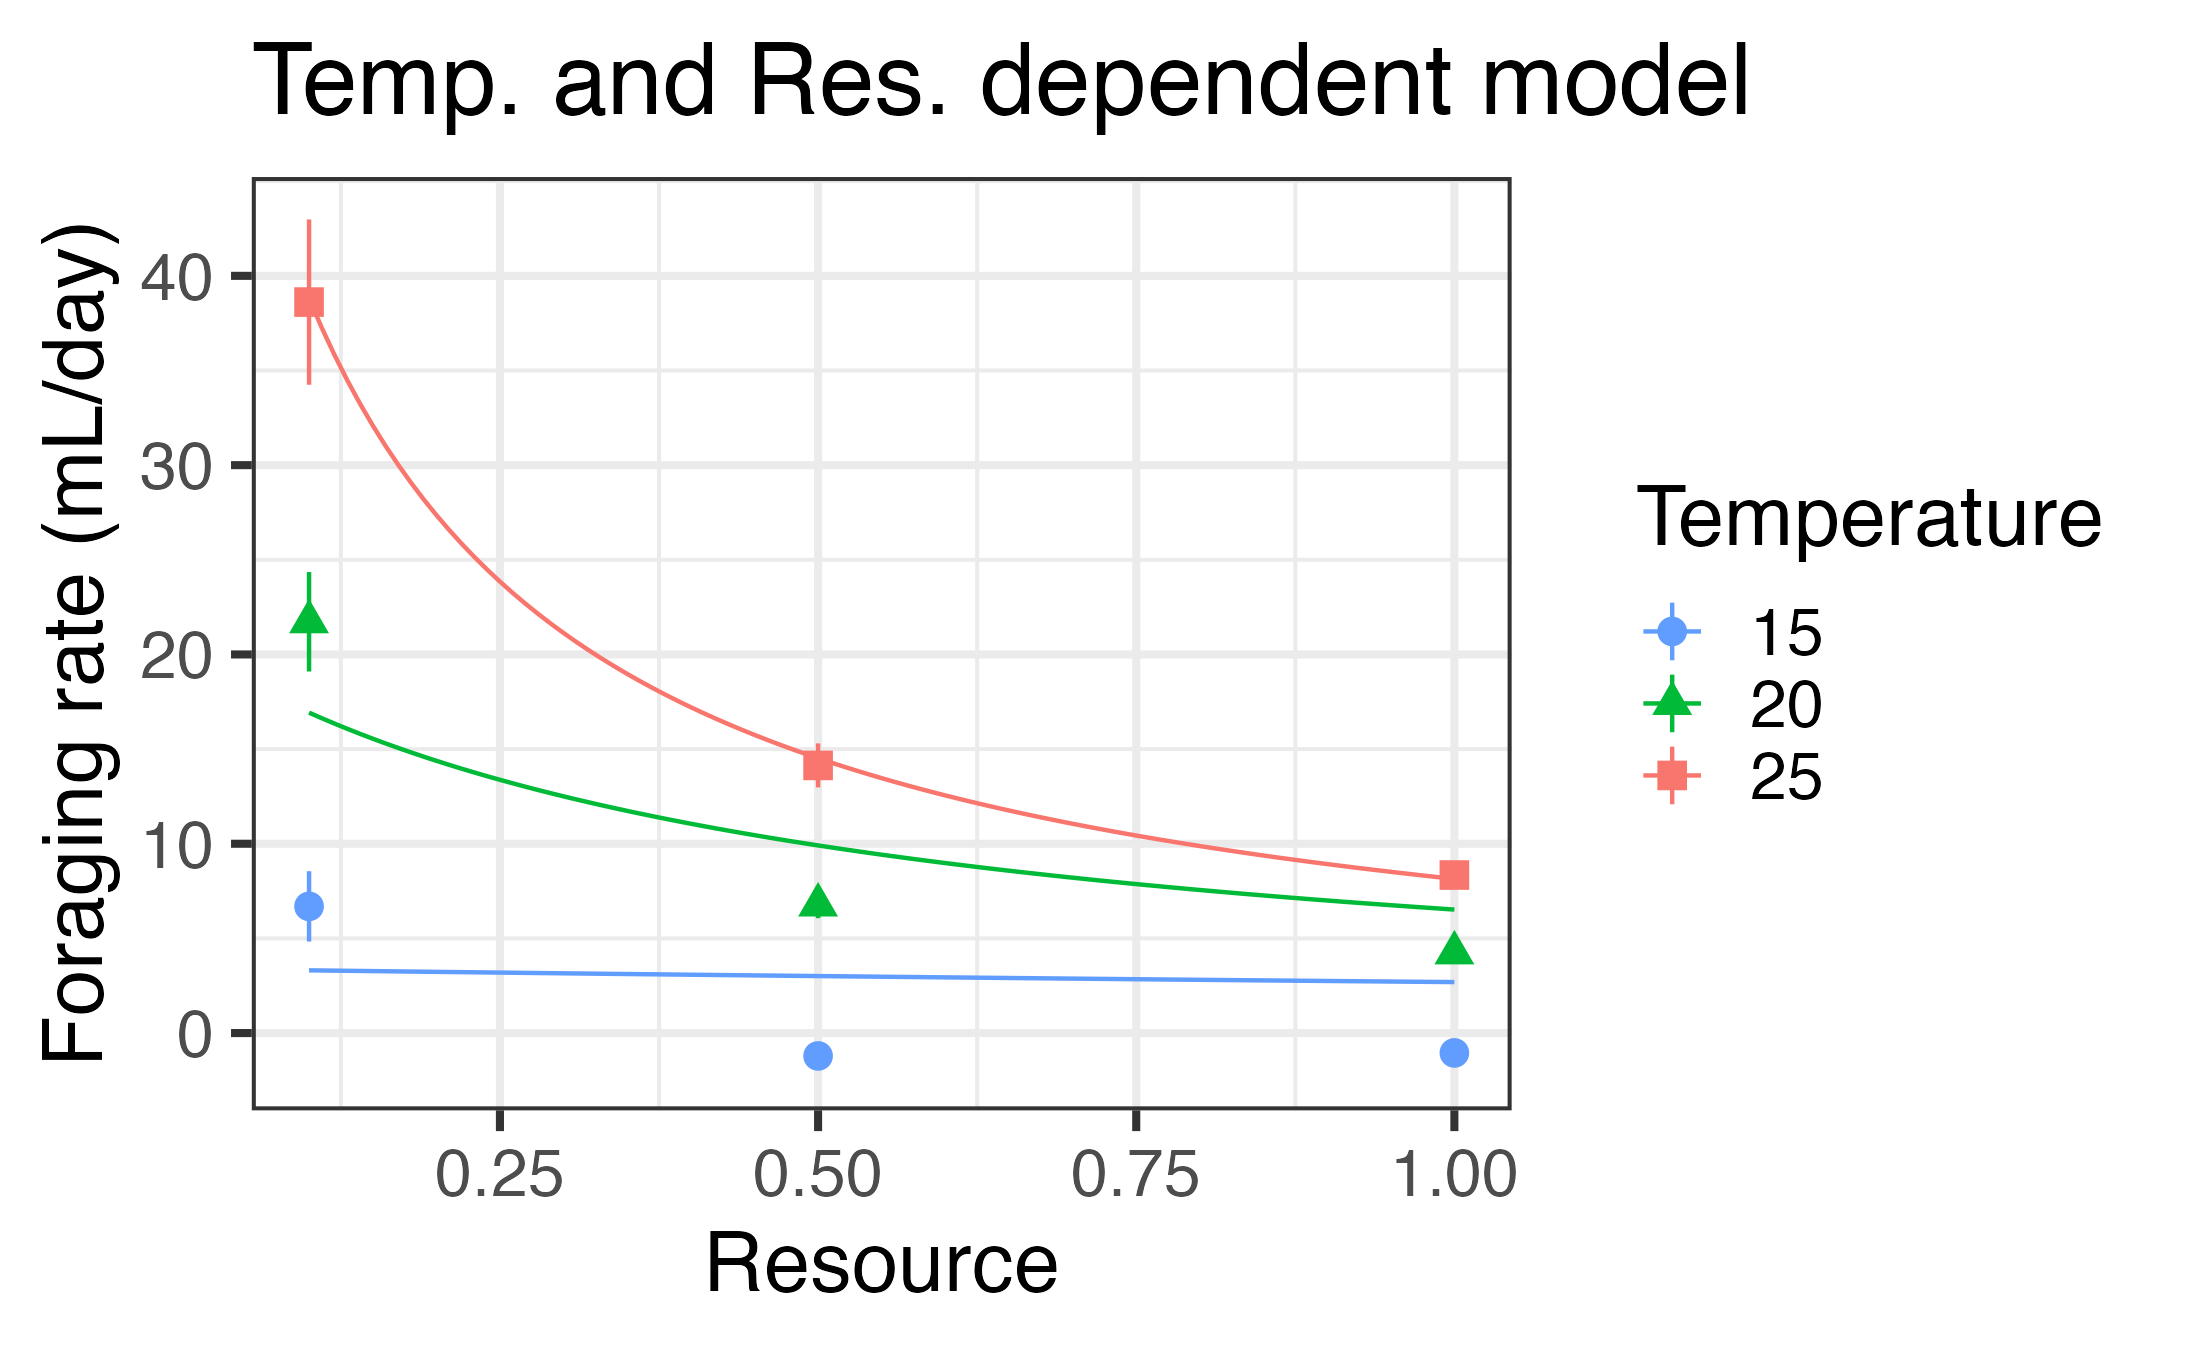 Temp. and Res. dependent model
Foraging rate (mL/day)
40
30
20
10
0
0.25 0.50 0.75 1.00
Resource
Temperature
15
20
25